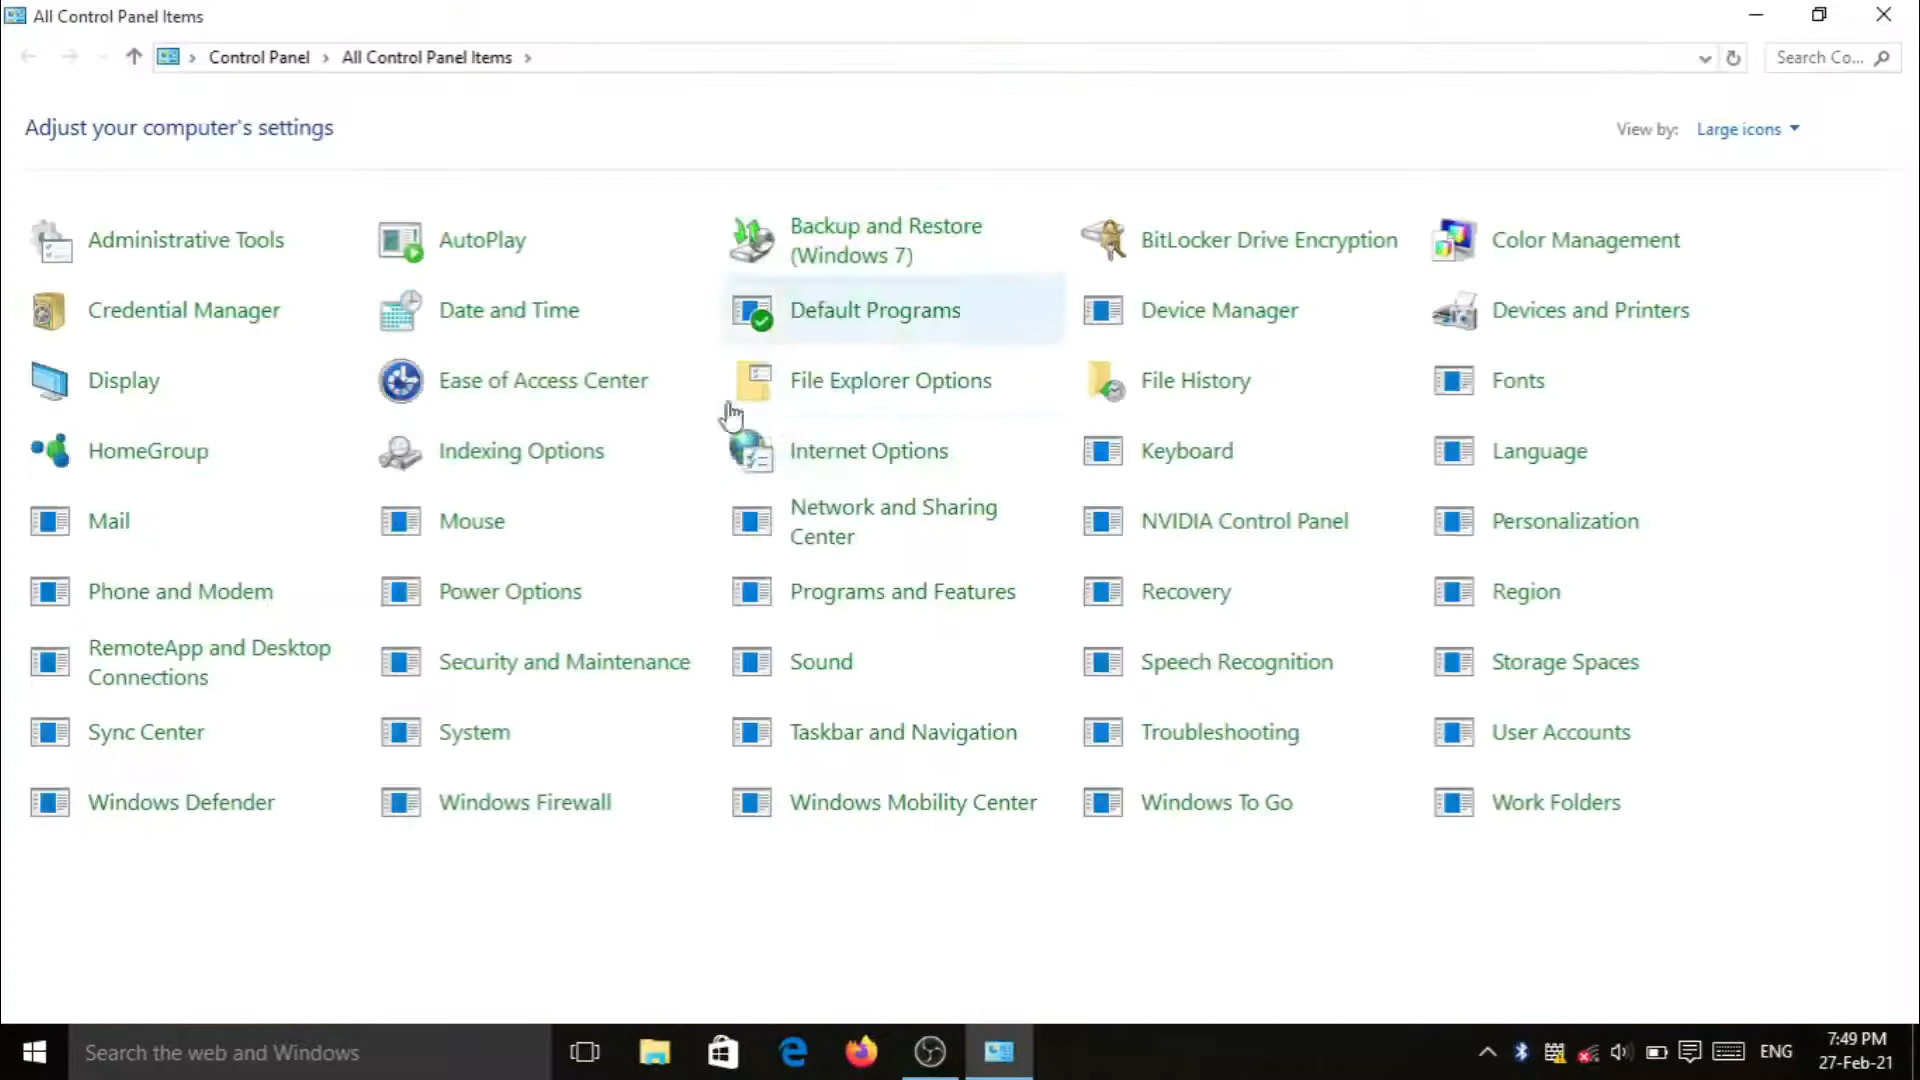 All Control Panel Items
Control Panel
All Control Panel Items
Search Co...
Adjust your computer's settings
View by: Large icons
Administrative Tools
AutoPlay
Backup and Restore
(Windows 7)
BitLocker Drive Encryption
Color Management
Credential Manager
Date and Time
Default Programs
Device Manager
Devices and Printers
Display
Ease of Access Center
File Explorer Options
File History
Fonts
HomeGroup
Indexing Options
Internet Options
Keyboard
Language
Mail
Mouse
Network and Sharing
Center
NVIDIA Control Panel
Personalization
Phone and Modem
Power Options
Programs and Features
Recovery
Region
RemoteApp and Desktop
Connections
Security and Maintenance
Sound
Speech Recognition
Storage Spaces
Sync Center
System
Taskbar and Navigation
Troubleshooting
User Accounts
Windows Defender
Windows Firewall
Windows Mobility Center
Windows To Go
Work Folders
Search the web and Windows
ENG
7:49 PM
27-Feb-21